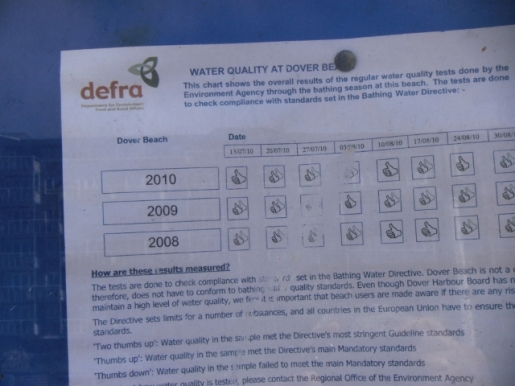 defra
Department for Environment
Food and Rural Affairs
WATER QUALITY AT DOVER
This chart shows the overall results of the regular water quality tests done by the
Environment Agency through the bathing season at this beach. The tests are done
to check compliance with standards set in the Bathing Water Directive: -
Dover Beach
Date
13/07/10 20/07/10 27/07/10 03/08/10 10/08/10 17/08/10 24/08/10 30/08/
2010
2009
2008
How are these results measured?
The tests are done to check compliance with set in the Bathing Water Directive. Dover Beach is not a
therefore, does not have to conform to bathing quality standards. Even though Dover Harbour Board has
maintain a high level of water quality, we important that beach users are made aware if there are any
The Directive sets limits for a number of and all countries in the European Union have to ensure
standards.
'Two thumbs up': Water quality in the sample met the Directive's most stringent Guideline standards
'Thumbs up': Water quality in the sample met the Directive's main Mandatory standards
'Thumbs down': Water quality in the sample failed to meet the main Mandatory standards
water quality is tested, please contact the Regional Office of the Environment Agency